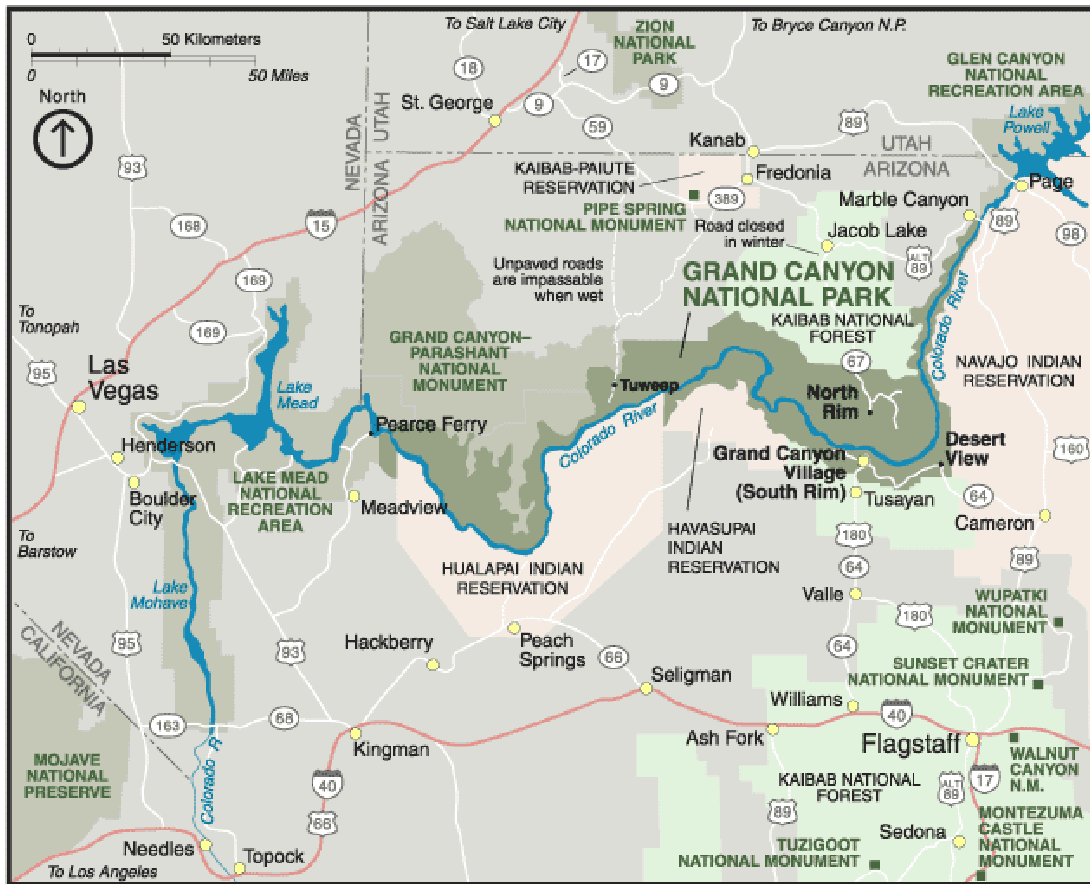 To Salt Lake City
To Bryce Canyon N.P.
0 50 Kilometers
0 50 Miles
North
ZION
NATIONAL
PARK
GLEN CANYON
NATIONAL
RECREATION AREA
Lake
Powell
18
17
9
9
St. George
59
89
93
NEVADA
UTAH
ARIZONA
Kanab
UTAH
ARIZONA
KAIBAB-PAIUTE
RESERVATION
Fredonia
Page
389
PIPE SPRING
NATIONAL MONUMENT
Marble Canyon
89
98
168
15
Road closed
in winter
Jacob Lake
ALT
89
Unpaved roads
are impassable
when wet
GRAND CANYON
NATIONAL PARK
169
169
To
Tonopah
KAIBAB NATIONAL
FOREST
Colorado River
GRAND CANYON–
PARASHANT
NATIONAL
MONUMENT
67
NAVAJO INDIAN
RESERVATION
95
Las
Vegas
Lake
Mead
Tuweep
North
Rim
Colorado River
Pearce Ferry
Henderson
Desert
View
160
Grand Canyon
Village
(South Rim)
LAKE MEAD
NATIONAL
RECREATION
AREA
Boulder
City
Meadview
Tusayan
64
Cameron
To
Barstow
HAVASUPAI
INDIAN
RESERVATION
180
89
HUALAPAI INDIAN
RESERVATION
64
Lake
Mohave
Valle
180
WUPATKI
NATIONAL
MONUMENT
NEVADA
CALIFORNIA
95
93
Hackberry
Peach
Springs
66
64
SUNSET CRATER
NATIONAL MONUMENT
Seligman
Williams
163
68
40
Kingman
Ash Fork
Flagstaff
WALNUT
CANYON
N.M.
MOJAVE
NATIONAL
PRESERVE
Colorado R
40
66
KAIBAB NATIONAL
FOREST
ALT
89
17
89
MONTEZUMA
CASTLE
NATIONAL
MONUMENT
Sedona
Needles
Topock
TUZIGOOT
NATIONAL MONUMENT
To Los Angeles